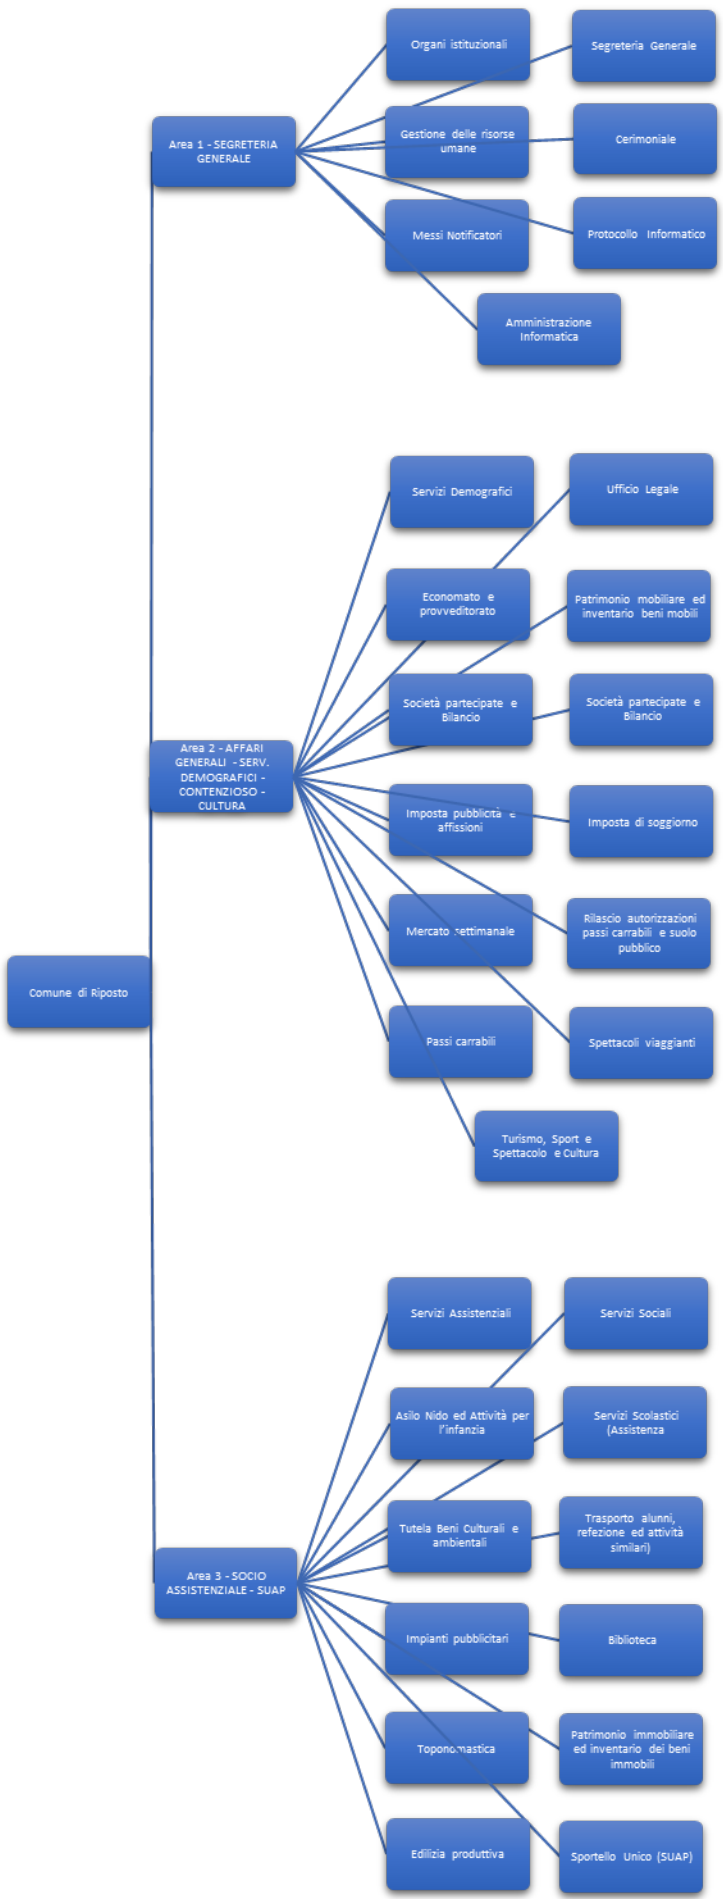 Organi istituzionali
Segreteria Generale
Area 1 - SEGRETERIA
GENERALE
Gestione delle risorse
umane
Cerimoniale
Messi Notificatori
Protocollo Informatico
Amministrazione
Informatica
Servizi Demografici
Ufficio Legale
Economato e
provveditorato
Patrimonio mobiliare ed
inventario beni mobili
Società partecipate e
Bilancio
Società partecipate e
Bilancio
Area 2 - AFFARI
GENERALI - SERV.
DEMOGRAFICI -
CONTENZIOSO -
CULTURA
Imposta pubblicità e
affissioni
Imposta di soggiorno
Mercato settimanale
Rilascio autorizzazioni
passi carrabili e suolo
pubblico
Comune di Riposto
Passi carrabili
Spettacoli viaggianti
Turismo, Sport e
Spettacolo e Cultura
Servizi Assistenziali
Servizi Sociali
Asilo Nido ed Attività per
l'infanzia
Servizi Scolastici
(Assistenza
Tutela Beni Culturali e
ambientali
Trasporto alunni,
refezione ed attività
similari)
Area 3 - SOCIO
ASSISTENZIALE - SUAP
Impianti pubblicitari
Biblioteca
Toponomastica
Patrimonio immobiliare
ed inventario dei beni
immobili
Edilizia produttiva
Sportello Unico (SUAP)